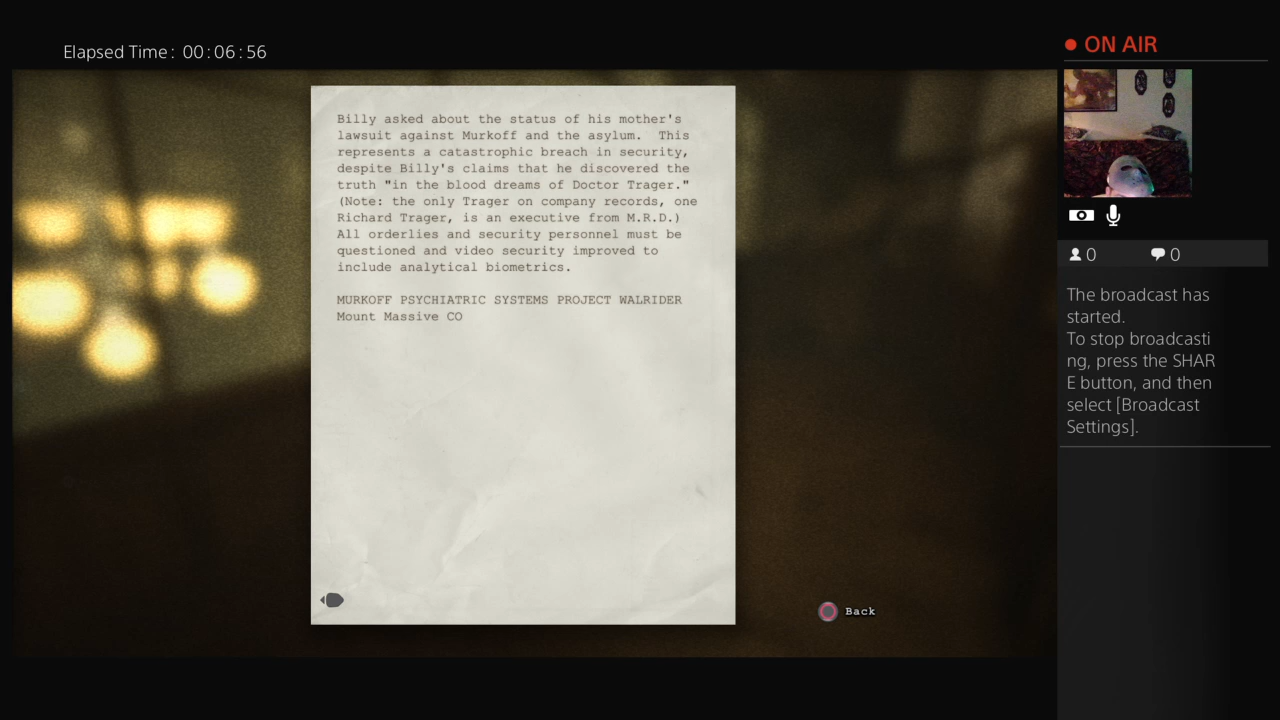 Elapsed Time: 00:06:56
ON AIR
Billy asked about the status of his mother's
lawsuit against Murkoff and the asylum.  This
represents a catastrophic breach in security,
despite Billy's claims that he discovered the
truth "in the blood dreams of Doctor Trager."
(Note: the only Trager on company records, one
Richard Trager, is an executive from M.R.D.)
All orderlies and security personnel must be
questioned and video security improved to
include analytical biometrics.
MURKOFF PSYCHIATRIC SYSTEMS PROJECT WALRIDER
Mount Massive CO
Back
0
0
The broadcast has
started.
To stop broadcasti
ng, press the SHAR
E button, and then
select [Broadcast
Settings].